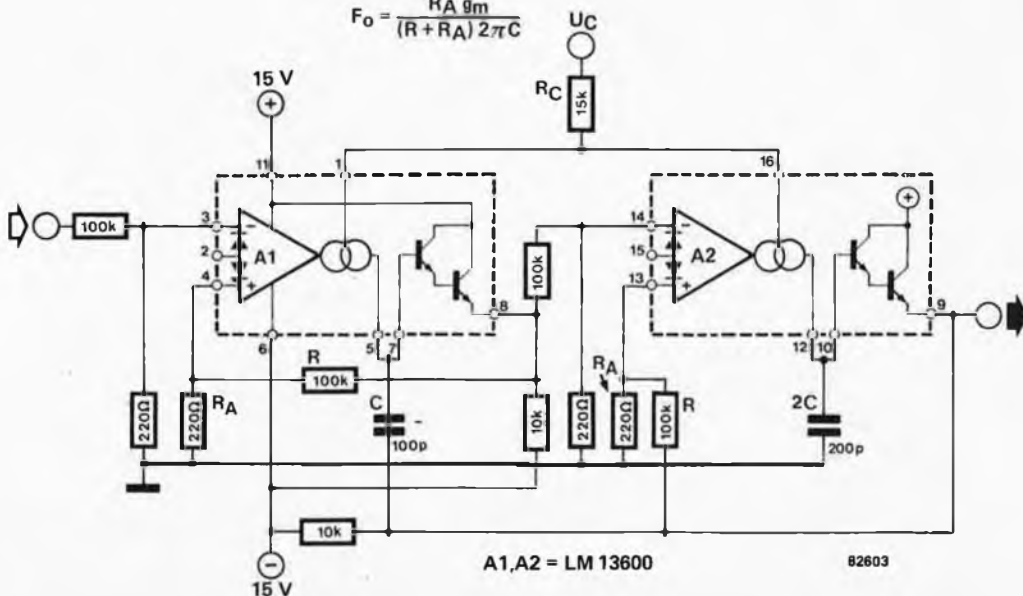 Fo = RA gm
(R + RA) 2πC
UC
15 V
+
RC
15k
11
1
16
100k
3
-
2
A1
4
+
100k
14
-
15
A2
13
+
+
8
9
6
5
7
12
10
R
100k
RA
220Ω
220Ω
C
100p
10k
220Ω
RA
220Ω
R
100k
2C
200p
10k
-
15 V
A1,A2 = LM 13600
82603